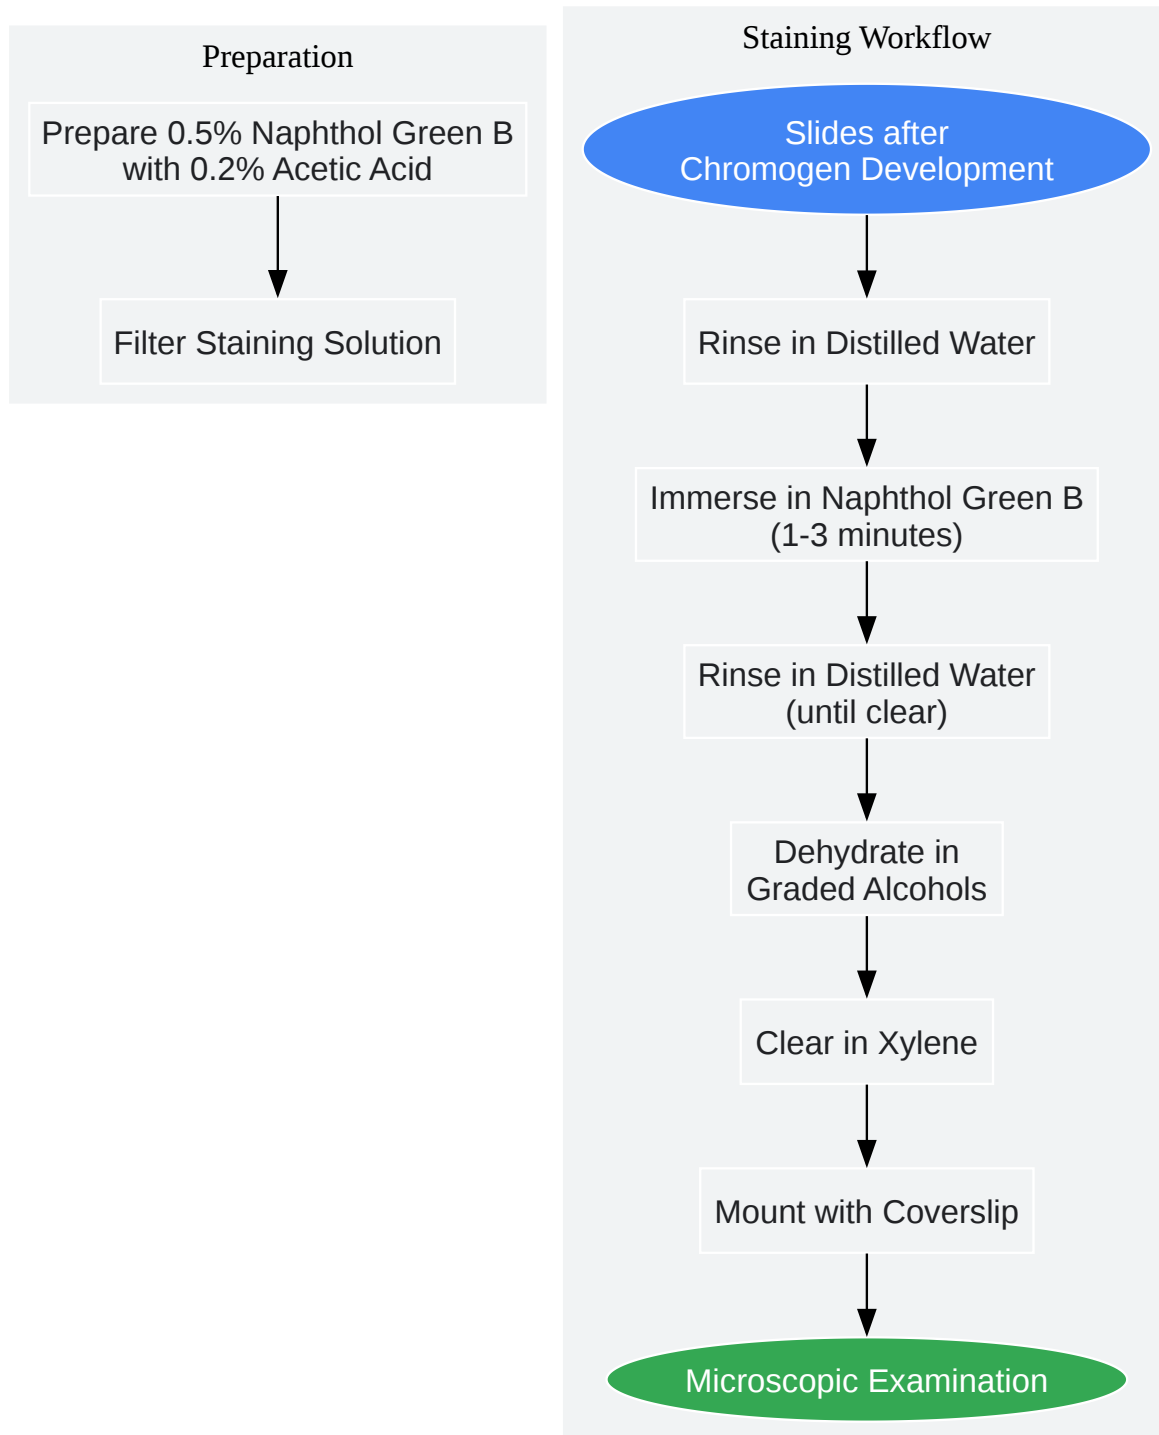 Preparation
Prepare 0.5% Naphthol Green B
with 0.2% Acetic Acid
Filter Staining Solution
Staining Workflow
Slides after
Chromogen Development
Rinse in Distilled Water
Immerse in Naphthol Green B
(1-3 minutes)
Rinse in Distilled Water
(until clear)
Dehydrate in
Graded Alcohols
Clear in Xylene
Mount with Coverslip
Microscopic Examination